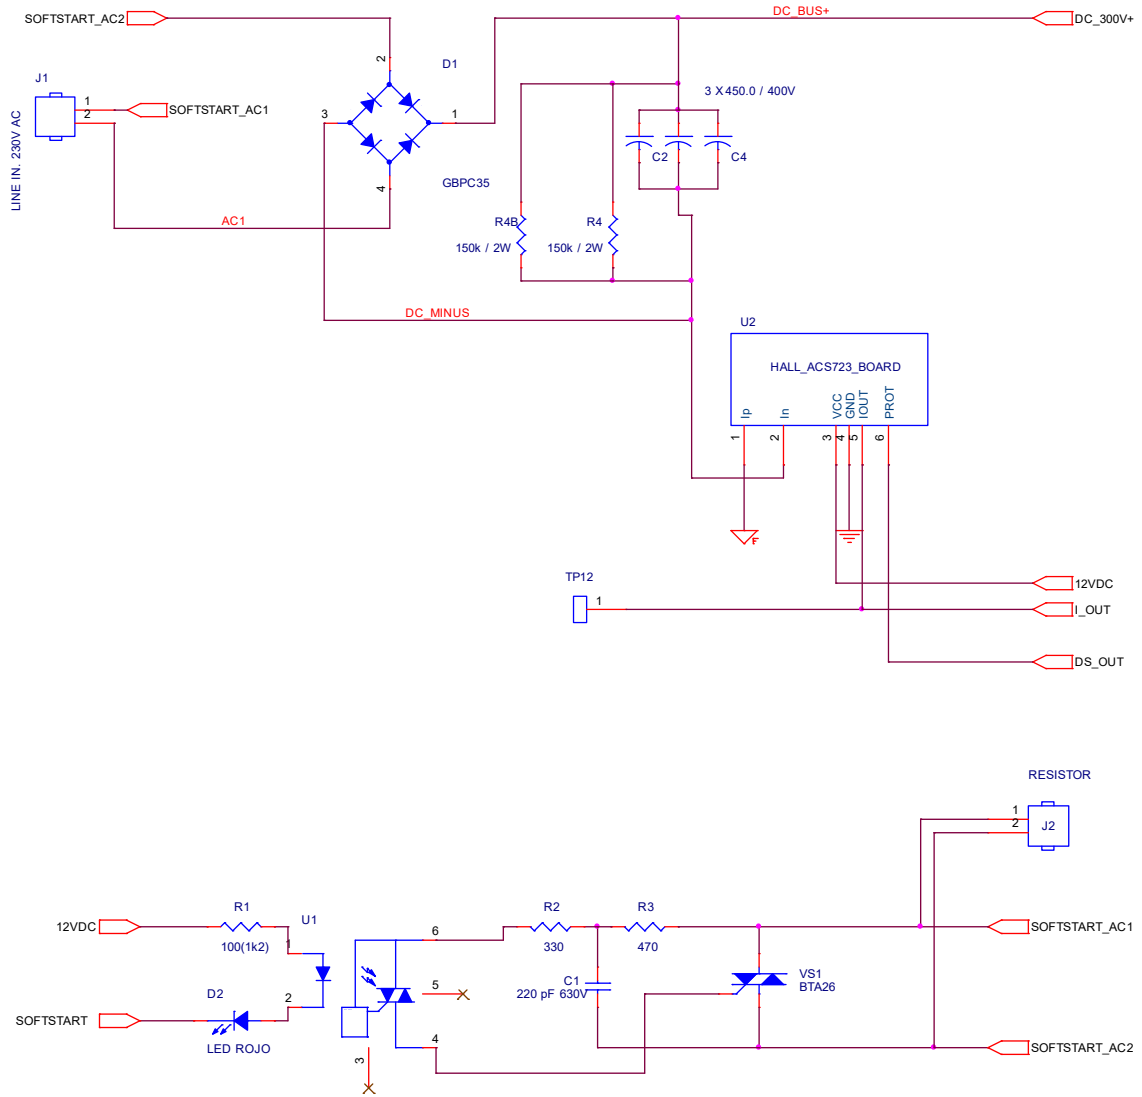 SOFTSTART_AC2
DC_BUS+
DC_300V+
2
D1
J1
1
SOFTSTART_AC1
2
3
1
3 X 450.0 / 400V
C2
C4
LINE IN. 230V AC
GBPC35
4
AC1
R4B
R4
150k / 2W
150k / 2W
DC_MINUS
U2
HALL_ACS723_BOARD
Ip
In
VCC
GND
IOUT
PROT
1
2
3
4
5
6
F
TP12
1
12VDC
I_OUT
DS_OUT
RESISTOR
1
2
J2
R1
U1
R2
R3
12VDC
6
SOFTSTART_AC1
100(1k2)
1
330
470
VS1
BTA26
C1
220 pF 630V
5
D2
2
SOFTSTART
LED ROJO
4
3
SOFTSTART_AC2